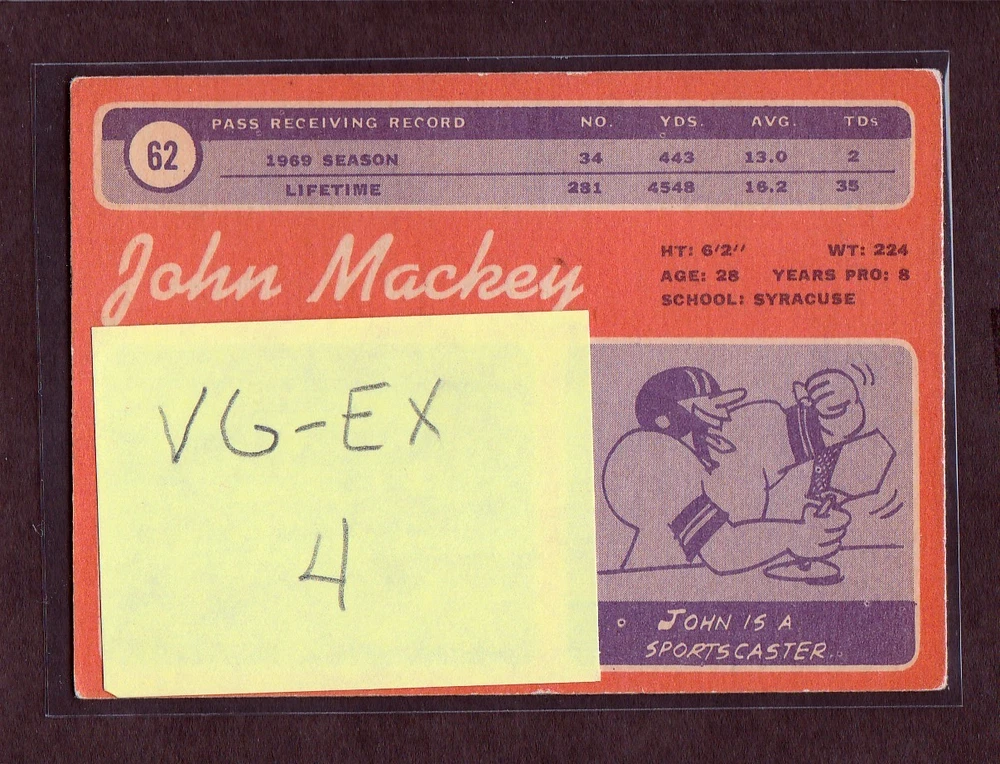 PASS RECEIVING RECORD NO. YDS. AVG. TDs
62
1969 SEASON 34 443 13.0 2
LIFETIME 281 4548 16.2 35
John Mackey
HT: 6'2" WT: 224
AGE: 28 YEARS PRO: 8
SCHOOL: SYRACUSE
VG-EX
4
JOHN IS A
SPORTSCASTER.